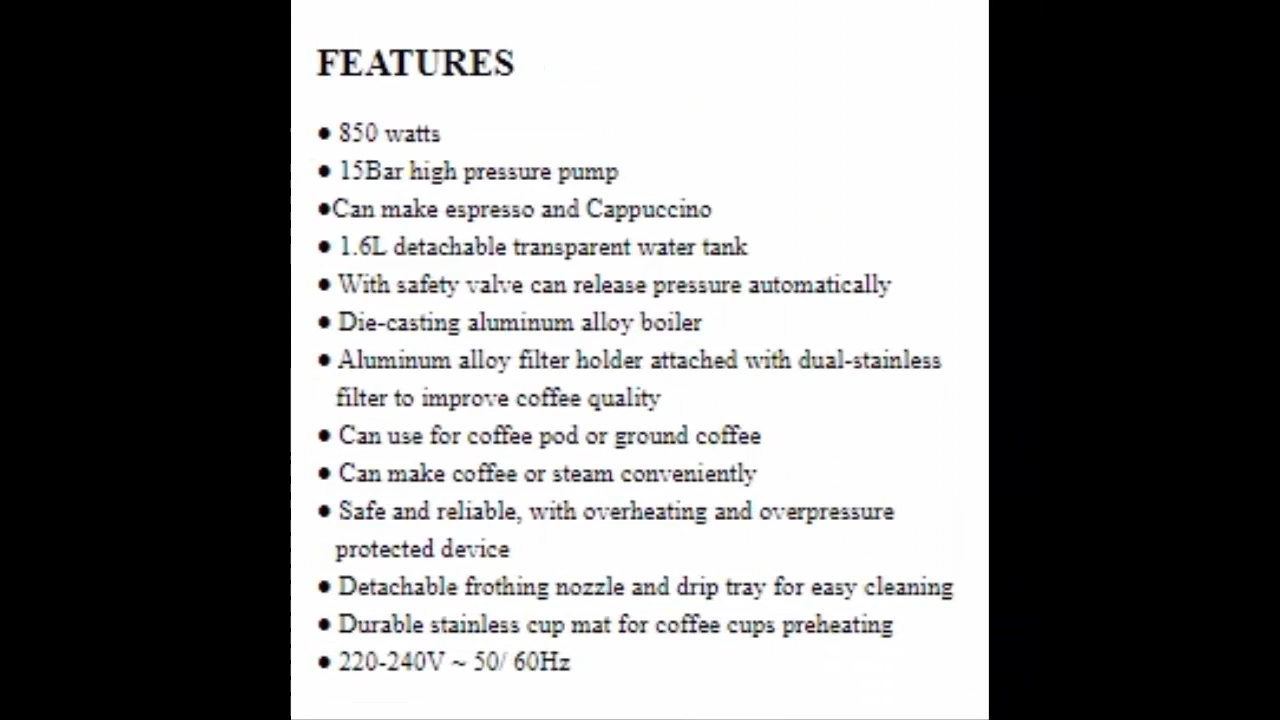 FEATURES
● 850 watts
● 15Bar high pressure pump
●Can make espresso and Cappuccino
● 1.6L detachable transparent water tank
● With safety valve can release pressure automatically
● Die-casting aluminum alloy boiler
● Aluminum alloy filter holder attached with dual-stainless
filter to improve coffee quality
● Can use for coffee pod or ground coffee
● Can make coffee or steam conveniently
● Safe and reliable, with overheating and overpressure
protected device
● Detachable frothing nozzle and drip tray for easy cleaning
● Durable stainless cup mat for coffee cups preheating
● 220-240V ~ 50/ 60Hz